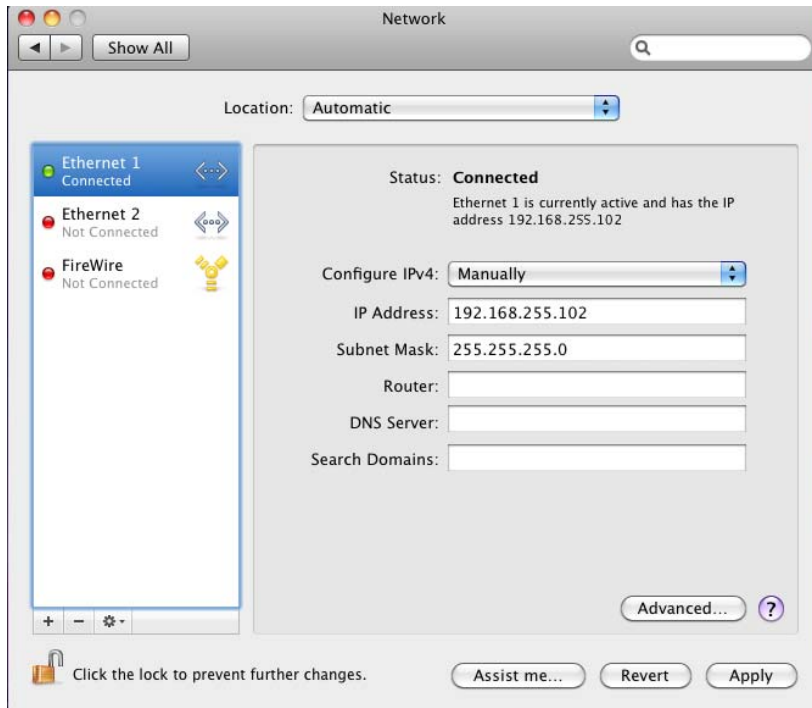 Network
Show All
Location: Automatic
Ethernet 1
Connected
Ethernet 2
Not Connected
FireWire
Not Connected
Status: Connected
Ethernet 1 is currently active and has the IP
address 192.168.255.102
Configure IPv4: Manually
IP Address: 192.168.255.102
Subnet Mask: 255.255.255.0
Router:
DNS Server:
Search Domains:
Advanced... ?
Click the lock to prevent further changes.
Assist me... Revert Apply